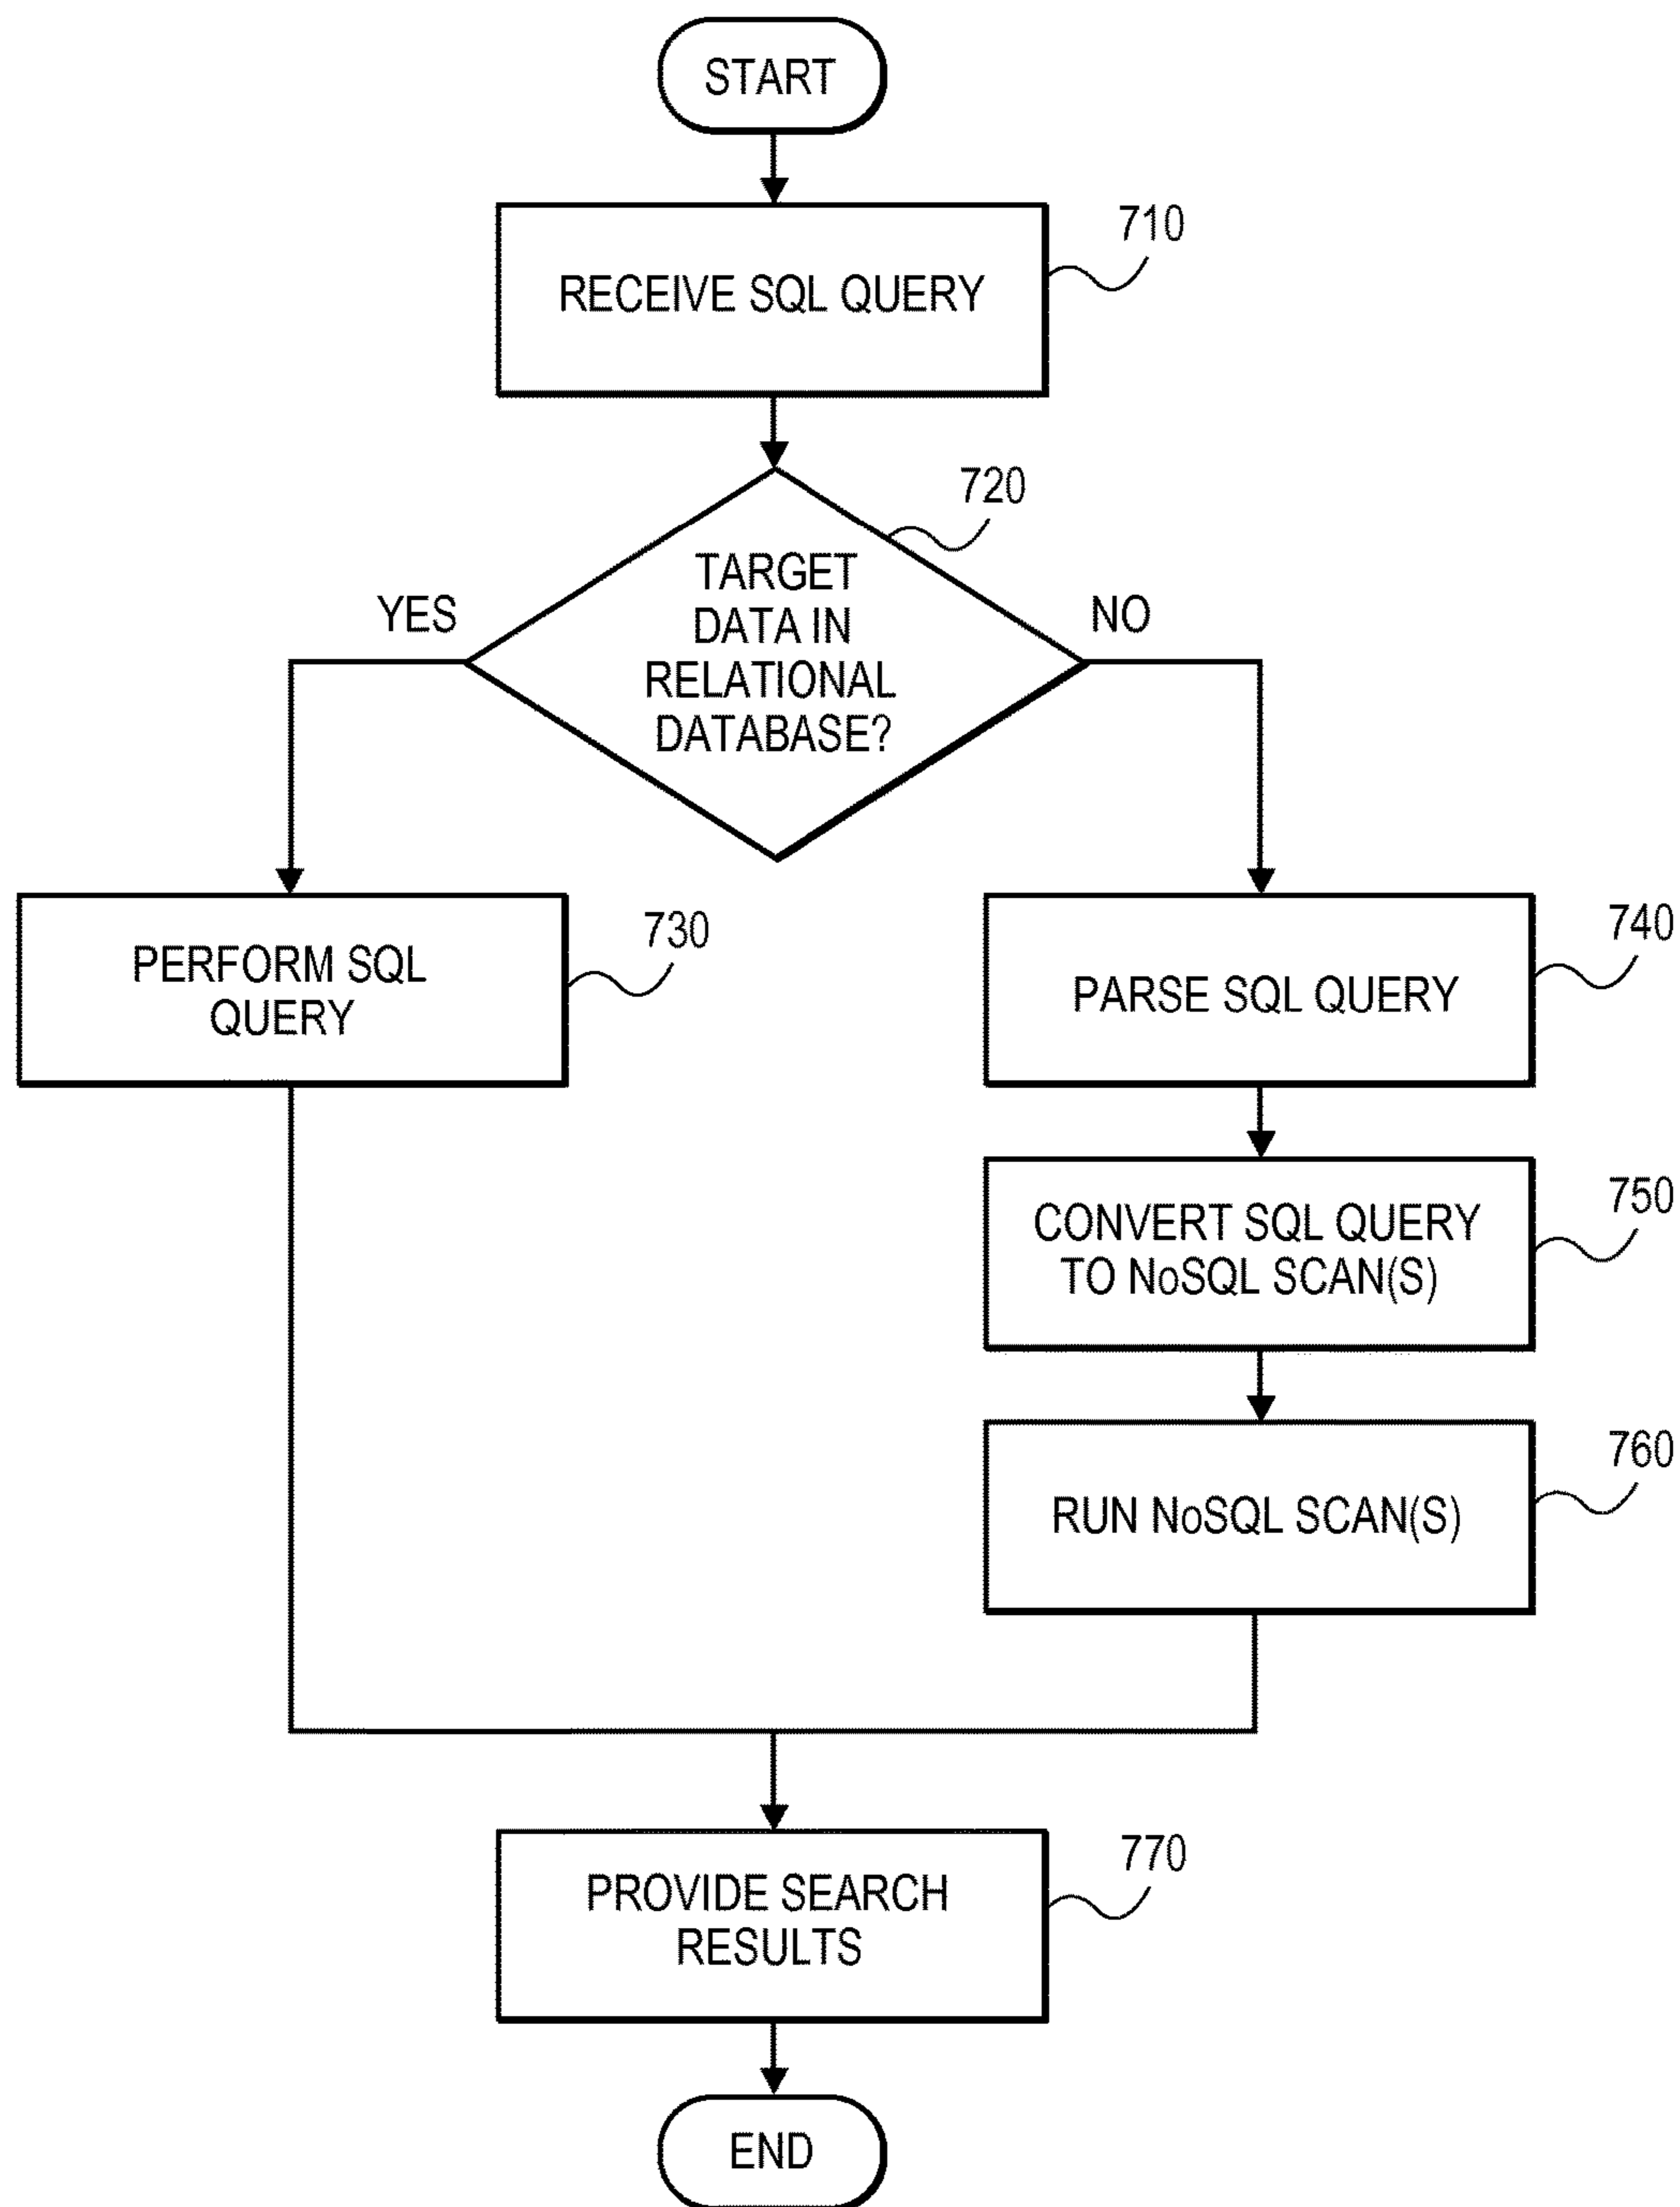 START
RECEIVE SQL QUERY
710
TARGET
DATA IN
RELATIONAL
DATABASE?
720
YES
NO
PERFORM SQL
QUERY
730
PARSE SQL QUERY
740
CONVERT SQL QUERY
TO NoSQL SCAN(S)
750
RUN NoSQL SCAN(S)
760
PROVIDE SEARCH
RESULTS
770
END